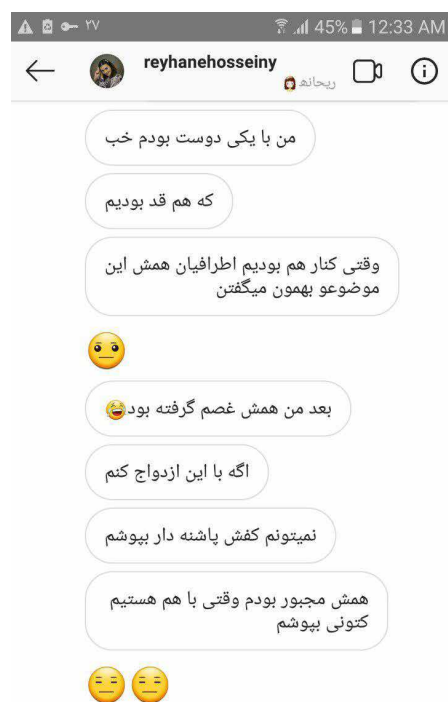 ۲۷ 45% 12:33 AM
reyhanehosseiny
ریحانه
من با یکی دوست بودم خب
که هم قد بودیم
وقتی کنار هم بودیم اطرافیان همش این
موضوعو بهمون میگفتن
😐
بعد من همش غصم گرفته بود😂
اگه با این ازدواج کنم
نمیتونم کفش پاشنه دار بپوشم
همش مجبور بودم وقتی با هم هستیم
کتونی بپوشم
😑😑